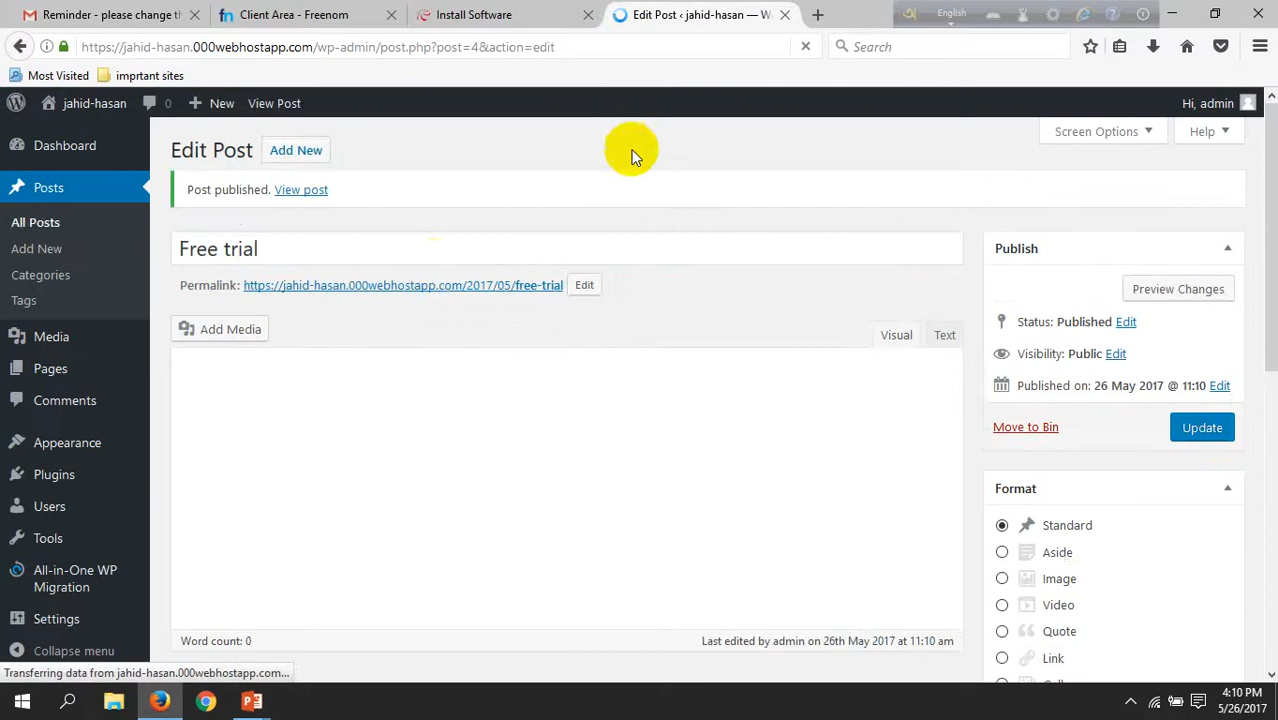 Reminder - please change th
Client Area - Freenom
Install Software
Edit Post ‹ jahid-hasan — W
English
https://jahid-hasan.000webhostapp.com/wp-admin/post.php?post=4&action=edit
Search
Most Visited
imprtant sites
jahid-hasan
0
New
View Post
Hi, admin
Dashboard
Posts
All Posts
Add New
Categories
Tags
Media
Pages
Comments
Appearance
Plugins
Users
Tools
All-in-One WP
Migration
Settings
Collapse menu
Screen Options
Help
Edit Post
Add New
Post published. View post
Free trial
Permalink: https://jahid-hasan.000webhostapp.com/2017/05/free-trial
Edit
Add Media
Visual
Text
Word count: 0
Last edited by admin on 26th May 2017 at 11:10 am
Publish
Preview Changes
Status: Published Edit
Visibility: Public Edit
Published on: 26 May 2017 @ 11:10 Edit
Move to Bin
Update
Format
Standard
Aside
Image
Video
Quote
Link
Transferring data from jahid-hasan.000webhostapp.com...
4:10 PM
5/26/2017